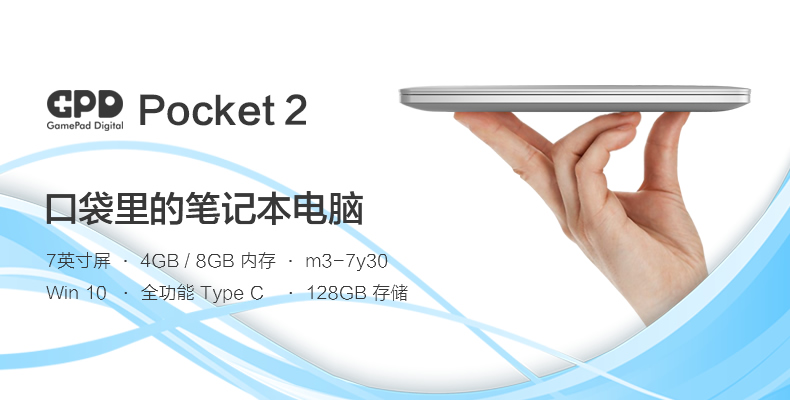 GPD
GamePad Digital
Pocket 2
口袋里的笔记本电脑
7英寸屏 · 4GB / 8GB 内存 · m3-7y30
Win 10 · 全功能 Type C · 128GB 存储